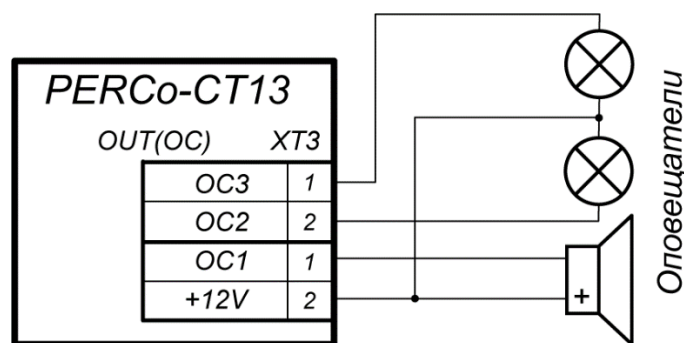 PERCo-CT13
OUT(OC) XT3
OC3 1
OC2 2
OC1 1
+12V 2
+
Оповещатели